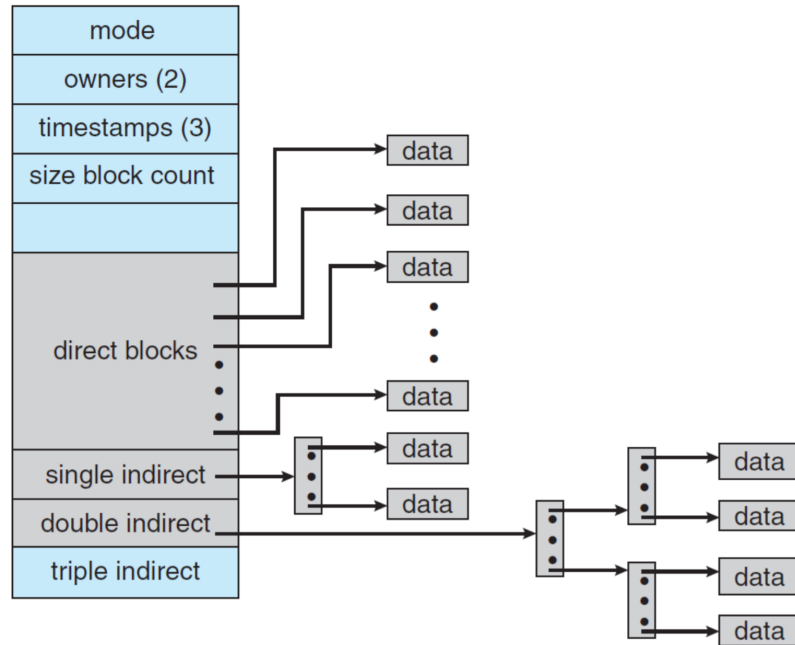 mode
owners (2)
timestamps (3)
size block count
direct blocks
single indirect
double indirect
triple indirect
data
data
data
data
data
data
data
data
data
data